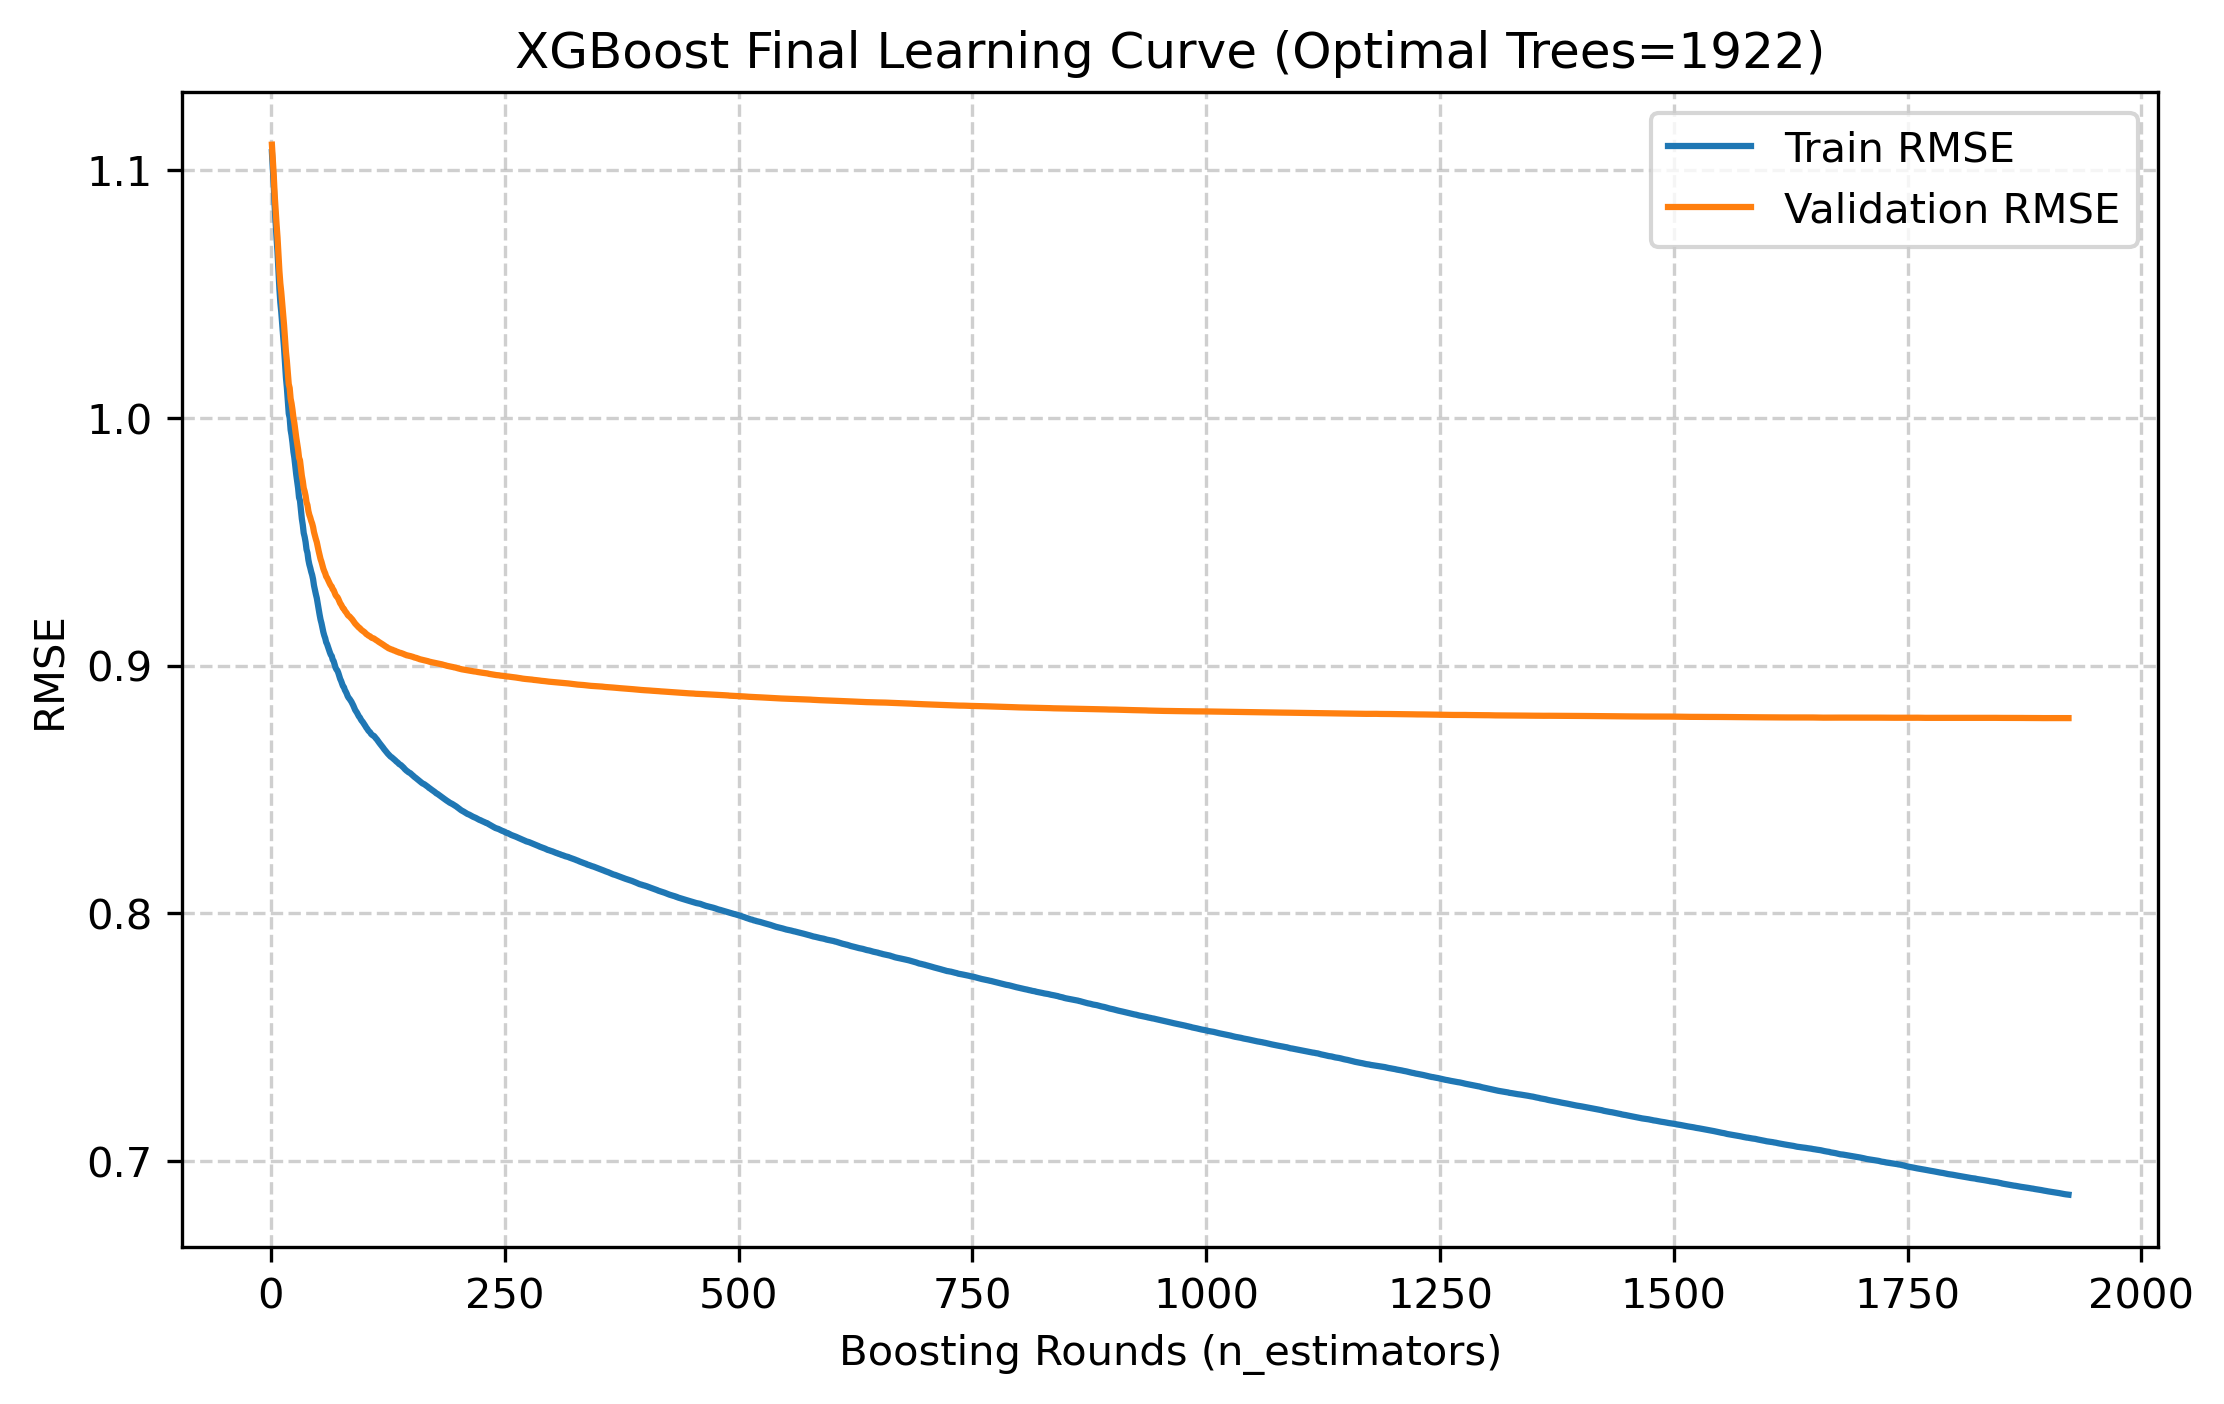 XGBoost Final Learning Curve (Optimal Trees=1922)
Train RMSE
Validation RMSE
RMSE
1.1
1.0
0.9
0.8
0.7
0 250 500 750 1000 1250 1500 1750 2000
Boosting Rounds (n_estimators)